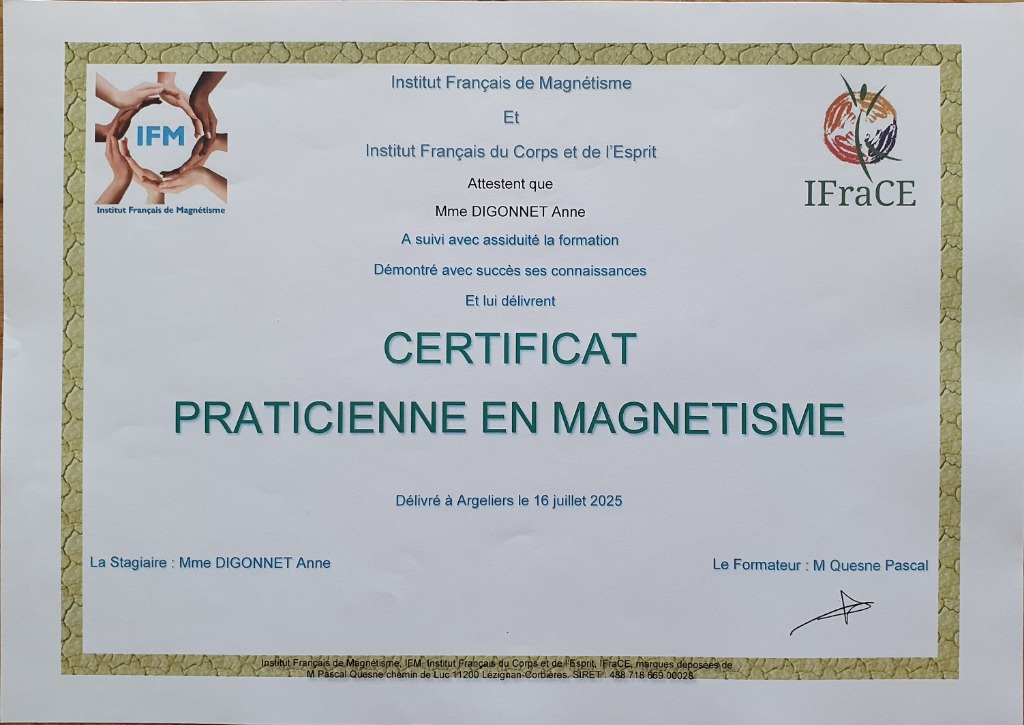 Institut Français de Magnétisme
Et
Institut Français du Corps et de l'Esprit
IFM
Institut Français de Magnétisme
IFraCE
Attestent que
Mme DIGONNET Anne
A suivi avec assiduité la formation
Démontré avec succès ses connaissances
Et lui délivrent
CERTIFICAT
PRATICIENNE EN MAGNETISME
Délivré à Argeliers le 16 juillet 2025
La Stagiaire : Mme DIGONNET Anne
Le Formateur : M Quesne Pascal
Institut Français de Magnétisme, IFM, Institut Français du Corps et de l'Esprit, IFraCE, marques déposées de
M Pascal Quesne chemin de Luc 11200 Lézignan-Corbières. SIRET : 488 718 669 00028